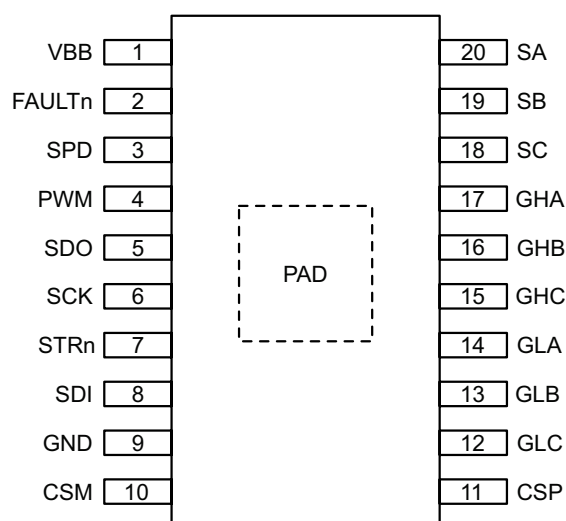 VBB 1 20 SA
FAULTn 2 19 SB
SPD 3 18 SC
PWM 4 17 GHA
SDO 5 16 GHB
PAD
SCK 6 15 GHC
STRn 7 14 GLA
SDI 8 13 GLB
GND 9 12 GLC
CSM 10 11 CSP